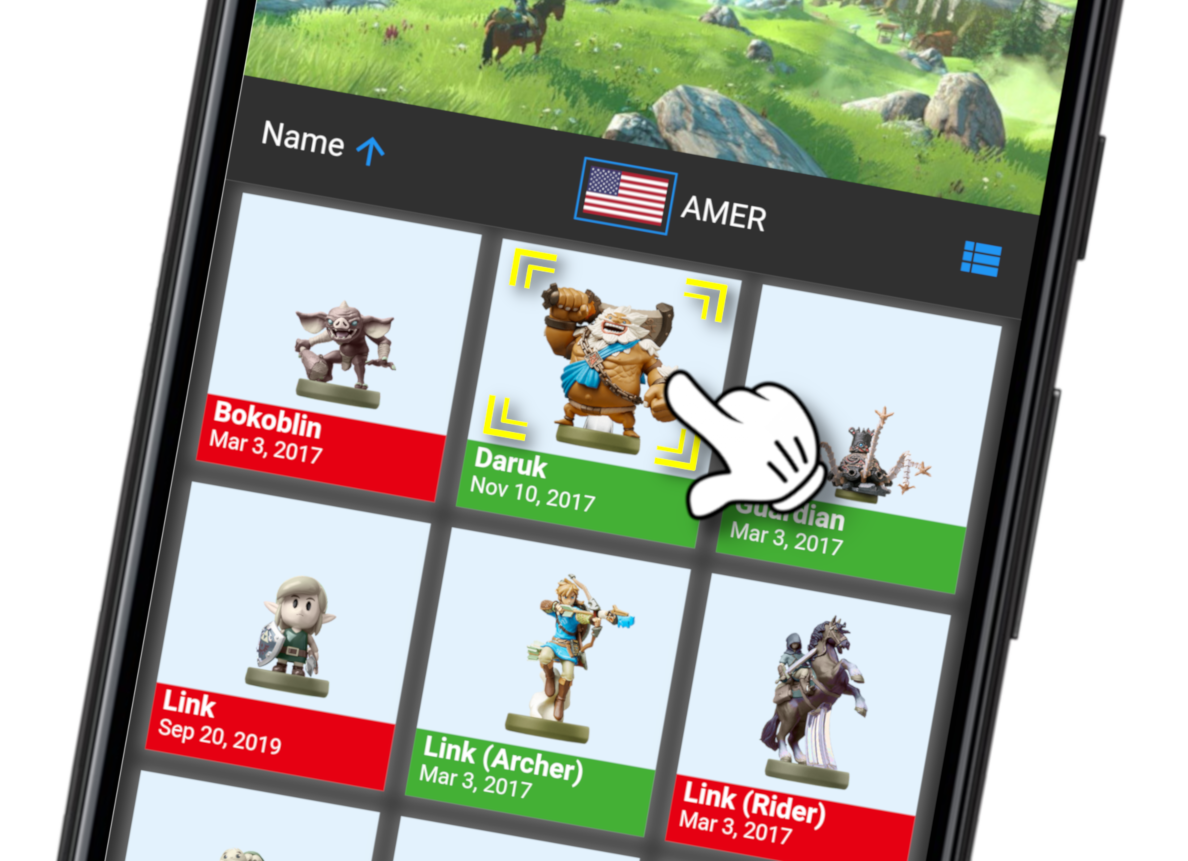 Name
AMER
Bokoblin
Mar 3, 2017
Daruk
Nov 10, 2017
Guardian
Mar 3, 2017
Link
Sep 20, 2019
Link (Archer)
Mar 3, 2017
Link (Rider)
Mar 3, 2017